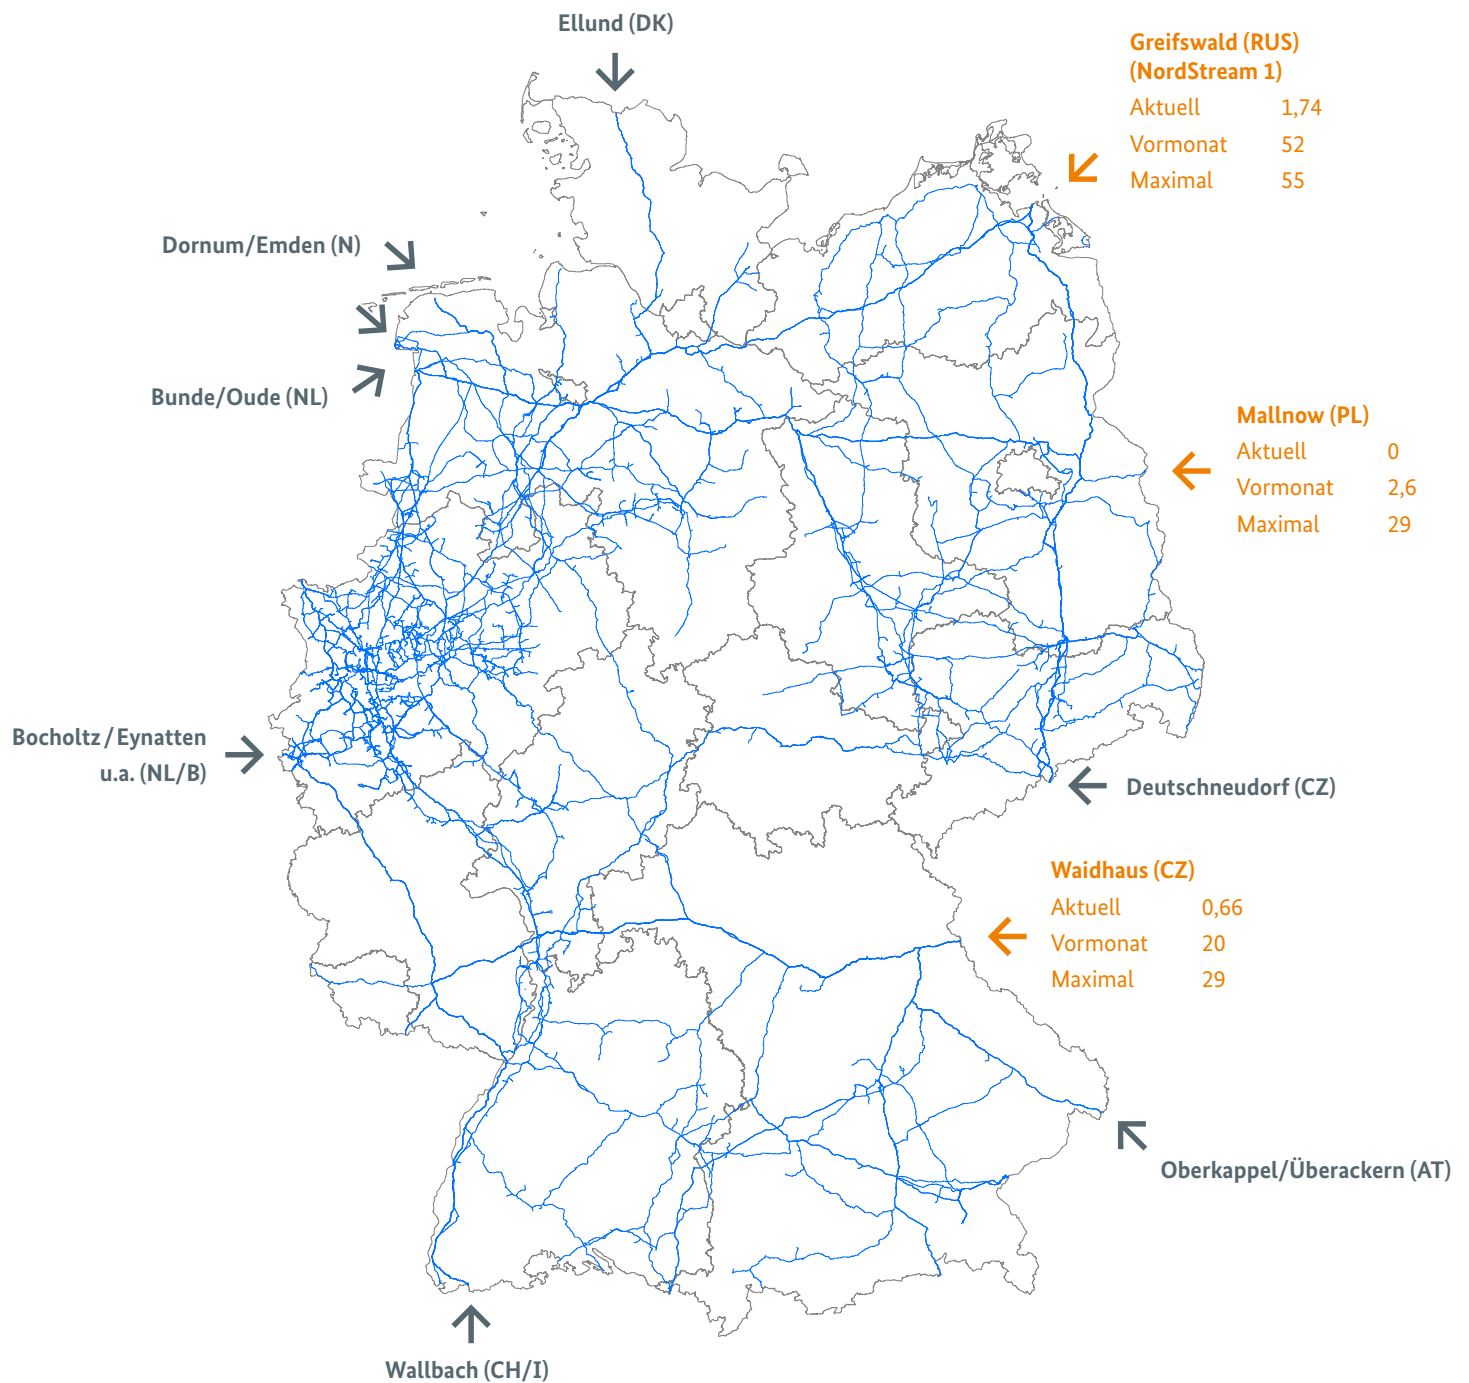 Ellund (DK)
Greifswald (RUS)
(NordStream 1)
Aktuell 1,74
Vormonat 52
Maximal 55
Dornum/Emden (N)
Bunde/Oude (NL)
Mallnow (PL)
Aktuell 0
Vormonat 2,6
Maximal 29
Bocholtz / Eynatten
u.a. (NL/B)
Deutschneudorf (CZ)
Waidhaus (CZ)
Aktuell 0,66
Vormonat 20
Maximal 29
Oberkappel/Überackern (AT)
Wallbach (CH/I)